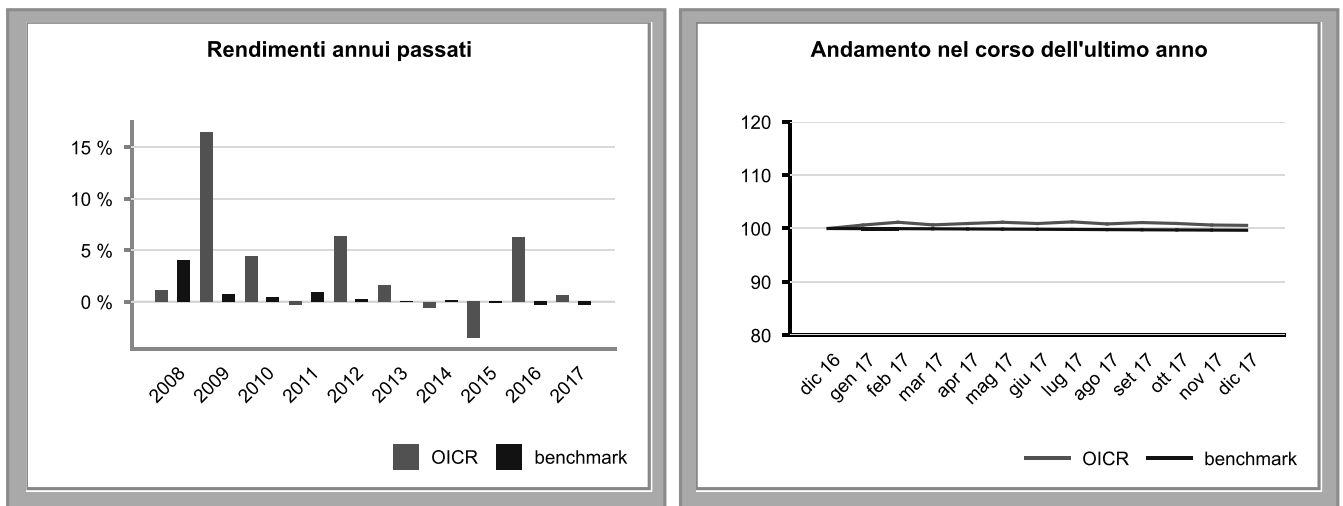 Rendimenti annui passati
15 %
10 %
5 %
0 %
2008
2009
2010
2011
2012
2013
2014
2015
2016
2017
OICR benchmark
Andamento nel corso dell'ultimo anno
120
110
100
90
80
dic 16
gen 17
feb 17
mar 17
apr 17
mag 17
giu 17
lug 17
ago 17
set 17
ott 17
nov 17
dic 17
OICR benchmark